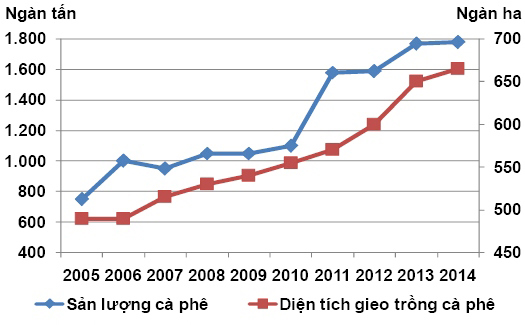 Ngàn tấn Ngàn ha
1.800 700
1.600 650
1.400
1.200 600
1.000 550
800
600 500
400 450
2005 2006 2007 2008 2009 2010 2011 2012 2013 2014
Sản lượng cà phê Diện tích gieo trồng cà phê